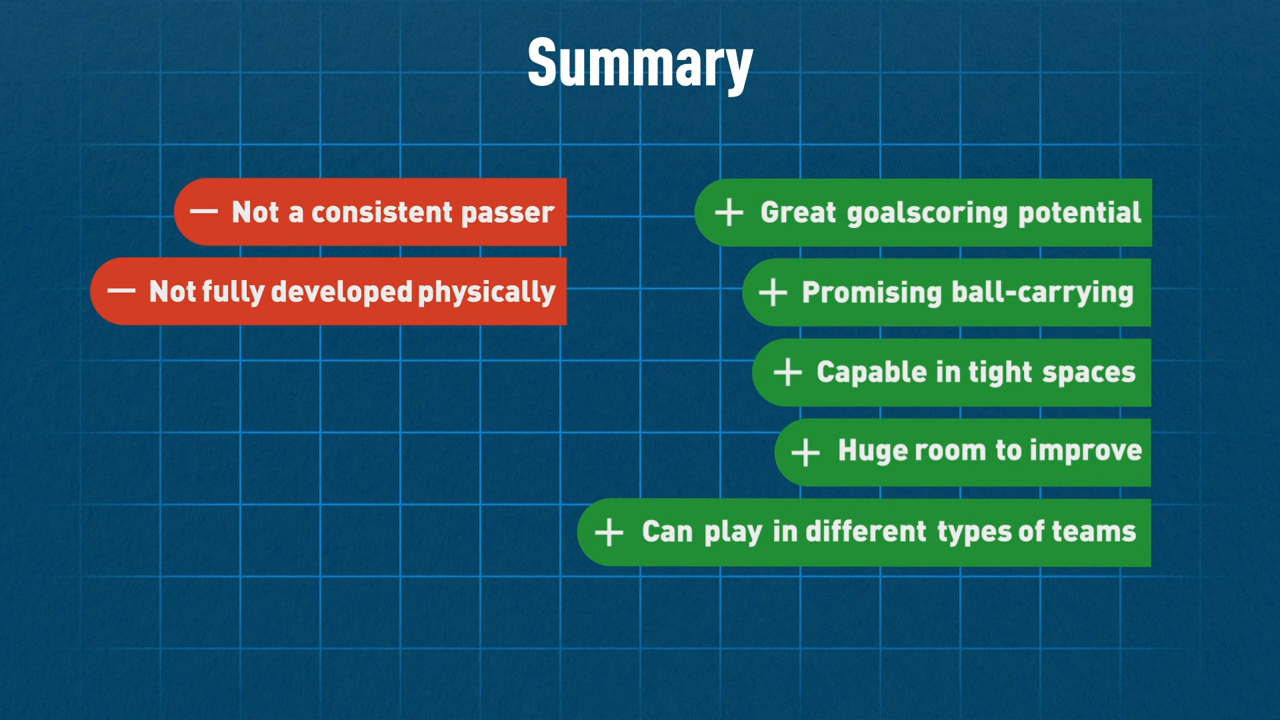 Summary
— Not a consistent passer
— Not fully developed physically
+ Great goalscoring potential
+ Promising ball-carrying
+ Capable in tight spaces
+ Huge room to improve
+ Can play in different types of teams